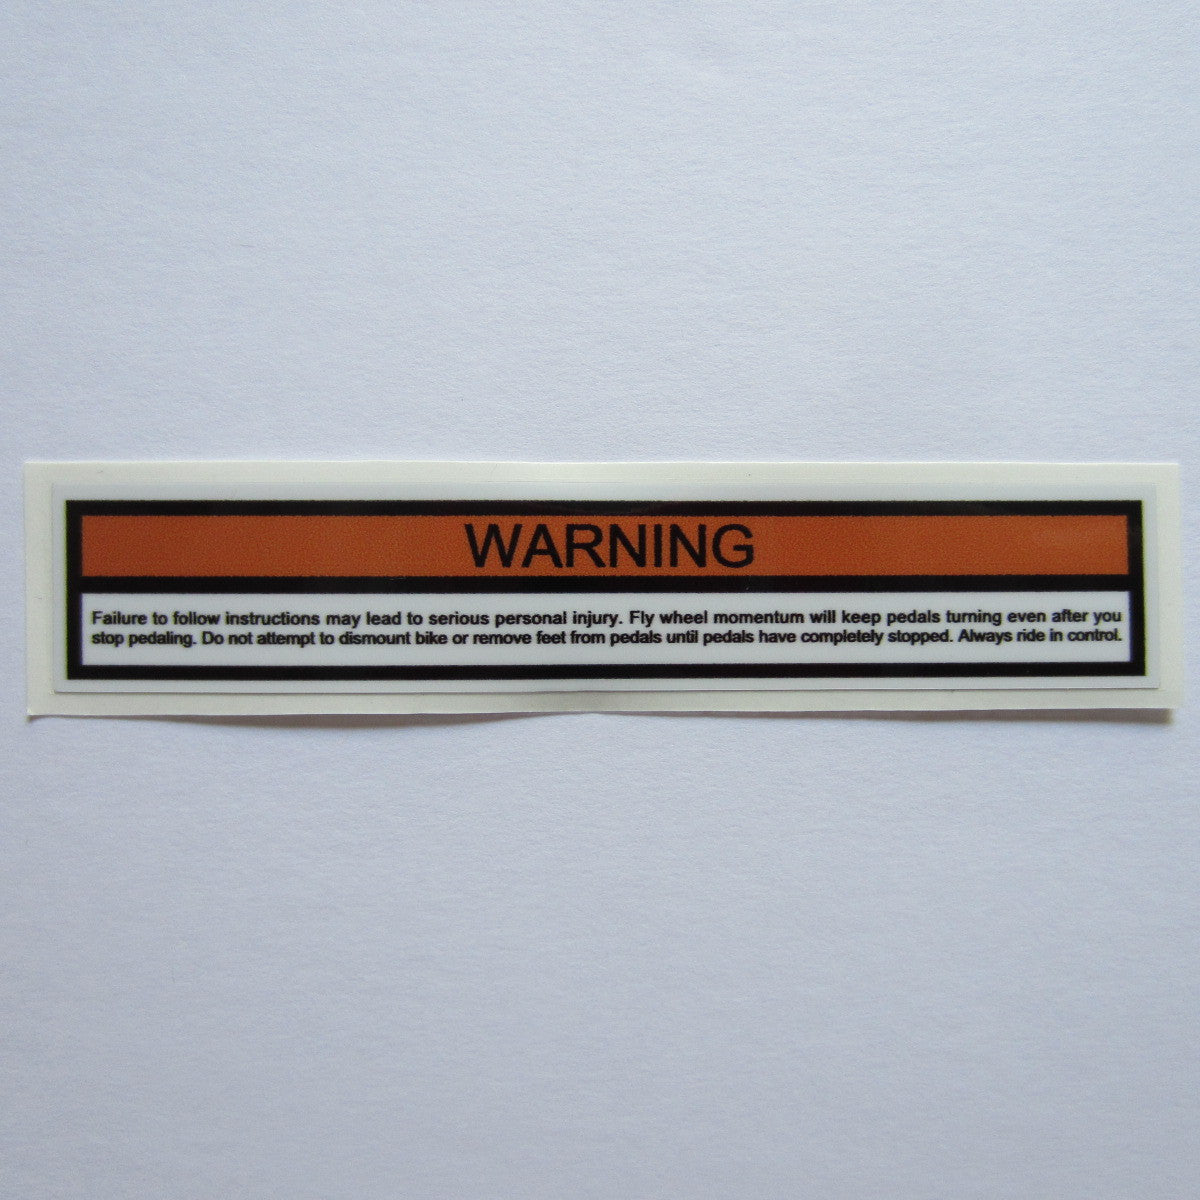 WARNING
Failure to follow instructions may lead to serious personal injury. Fly wheel momentum will keep pedals turning even after you
stop pedaling. Do not attempt to dismount bike or remove feet from pedals until pedals have completely stopped. Always ride in control.